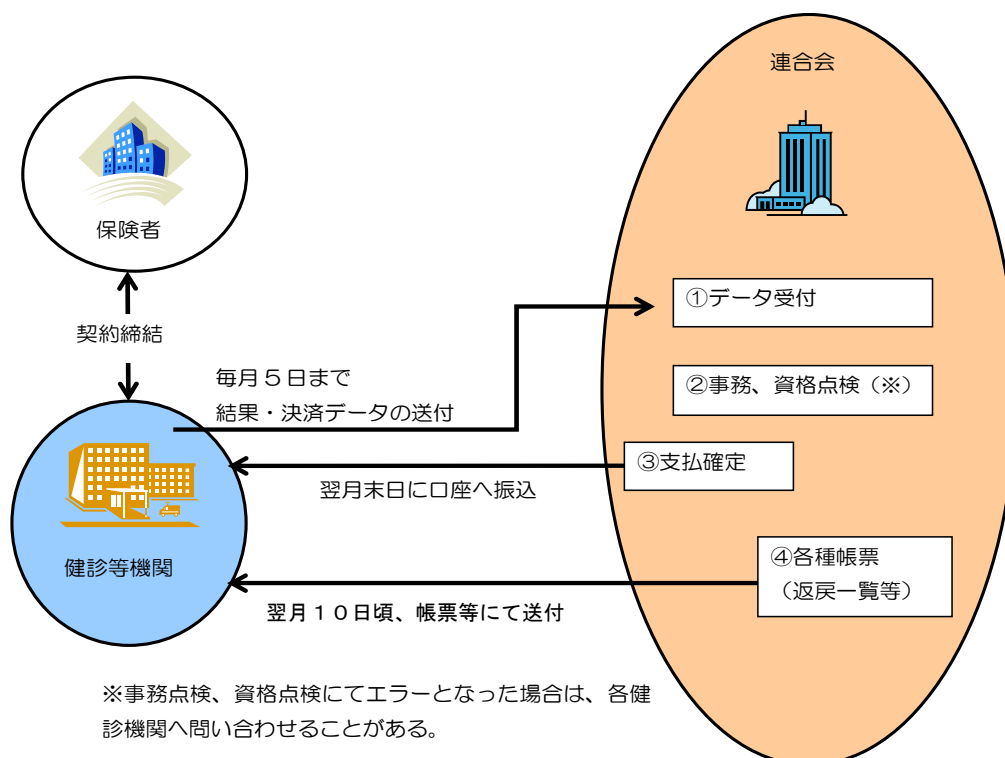 連合会
保険者
契約締結
①データ受付
毎月５日まで
結果・決済データの送付
②事務、資格点検（※）
③支払確定
翌月末日に口座へ振込
健診等機関
④各種帳票
（返戻一覧等）
翌月１０日頃、帳票等にて送付
※事務点検、資格点検にてエラーとなった場合は、各健
診機関へ問い合わせることがある。